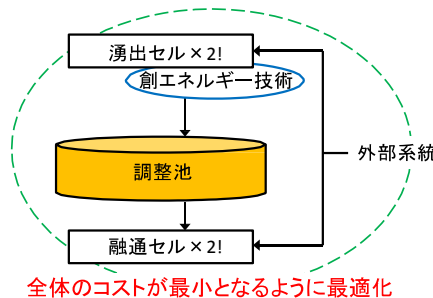 湧出セル×2!
創エネルギー技術
調整池
外部系統
融通セル×2!
全体のコストが最小となるように最適化